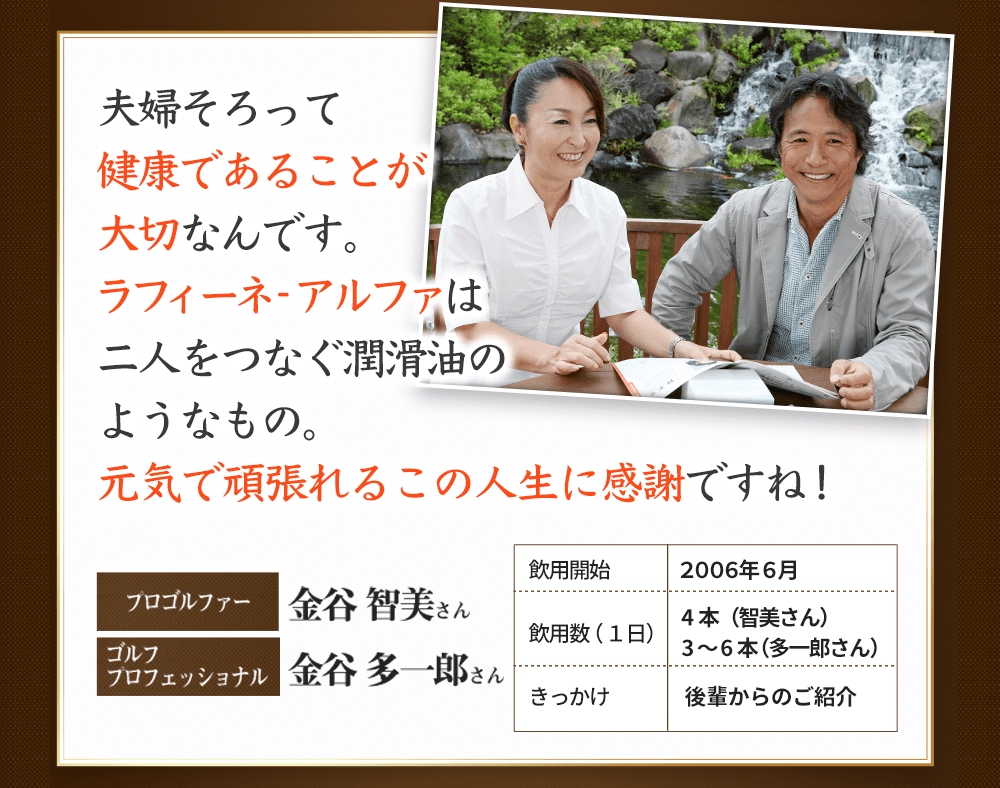 夫婦そろって
健康であることが
大切なんです。
ラフィーネ-アルファは
二人をつなぐ潤滑油の
ようなもの。
元気で頑張れるこの人生に感謝ですね！
プロゴルファー
金谷 智美さん
ゴルフ
プロフェッショナル
金谷 多一郎さん
飲用開始
2006年６月
飲用数（１日）
４本（智美さん）
３〜６本（多一郎さん）
きっかけ
後輩からのご紹介